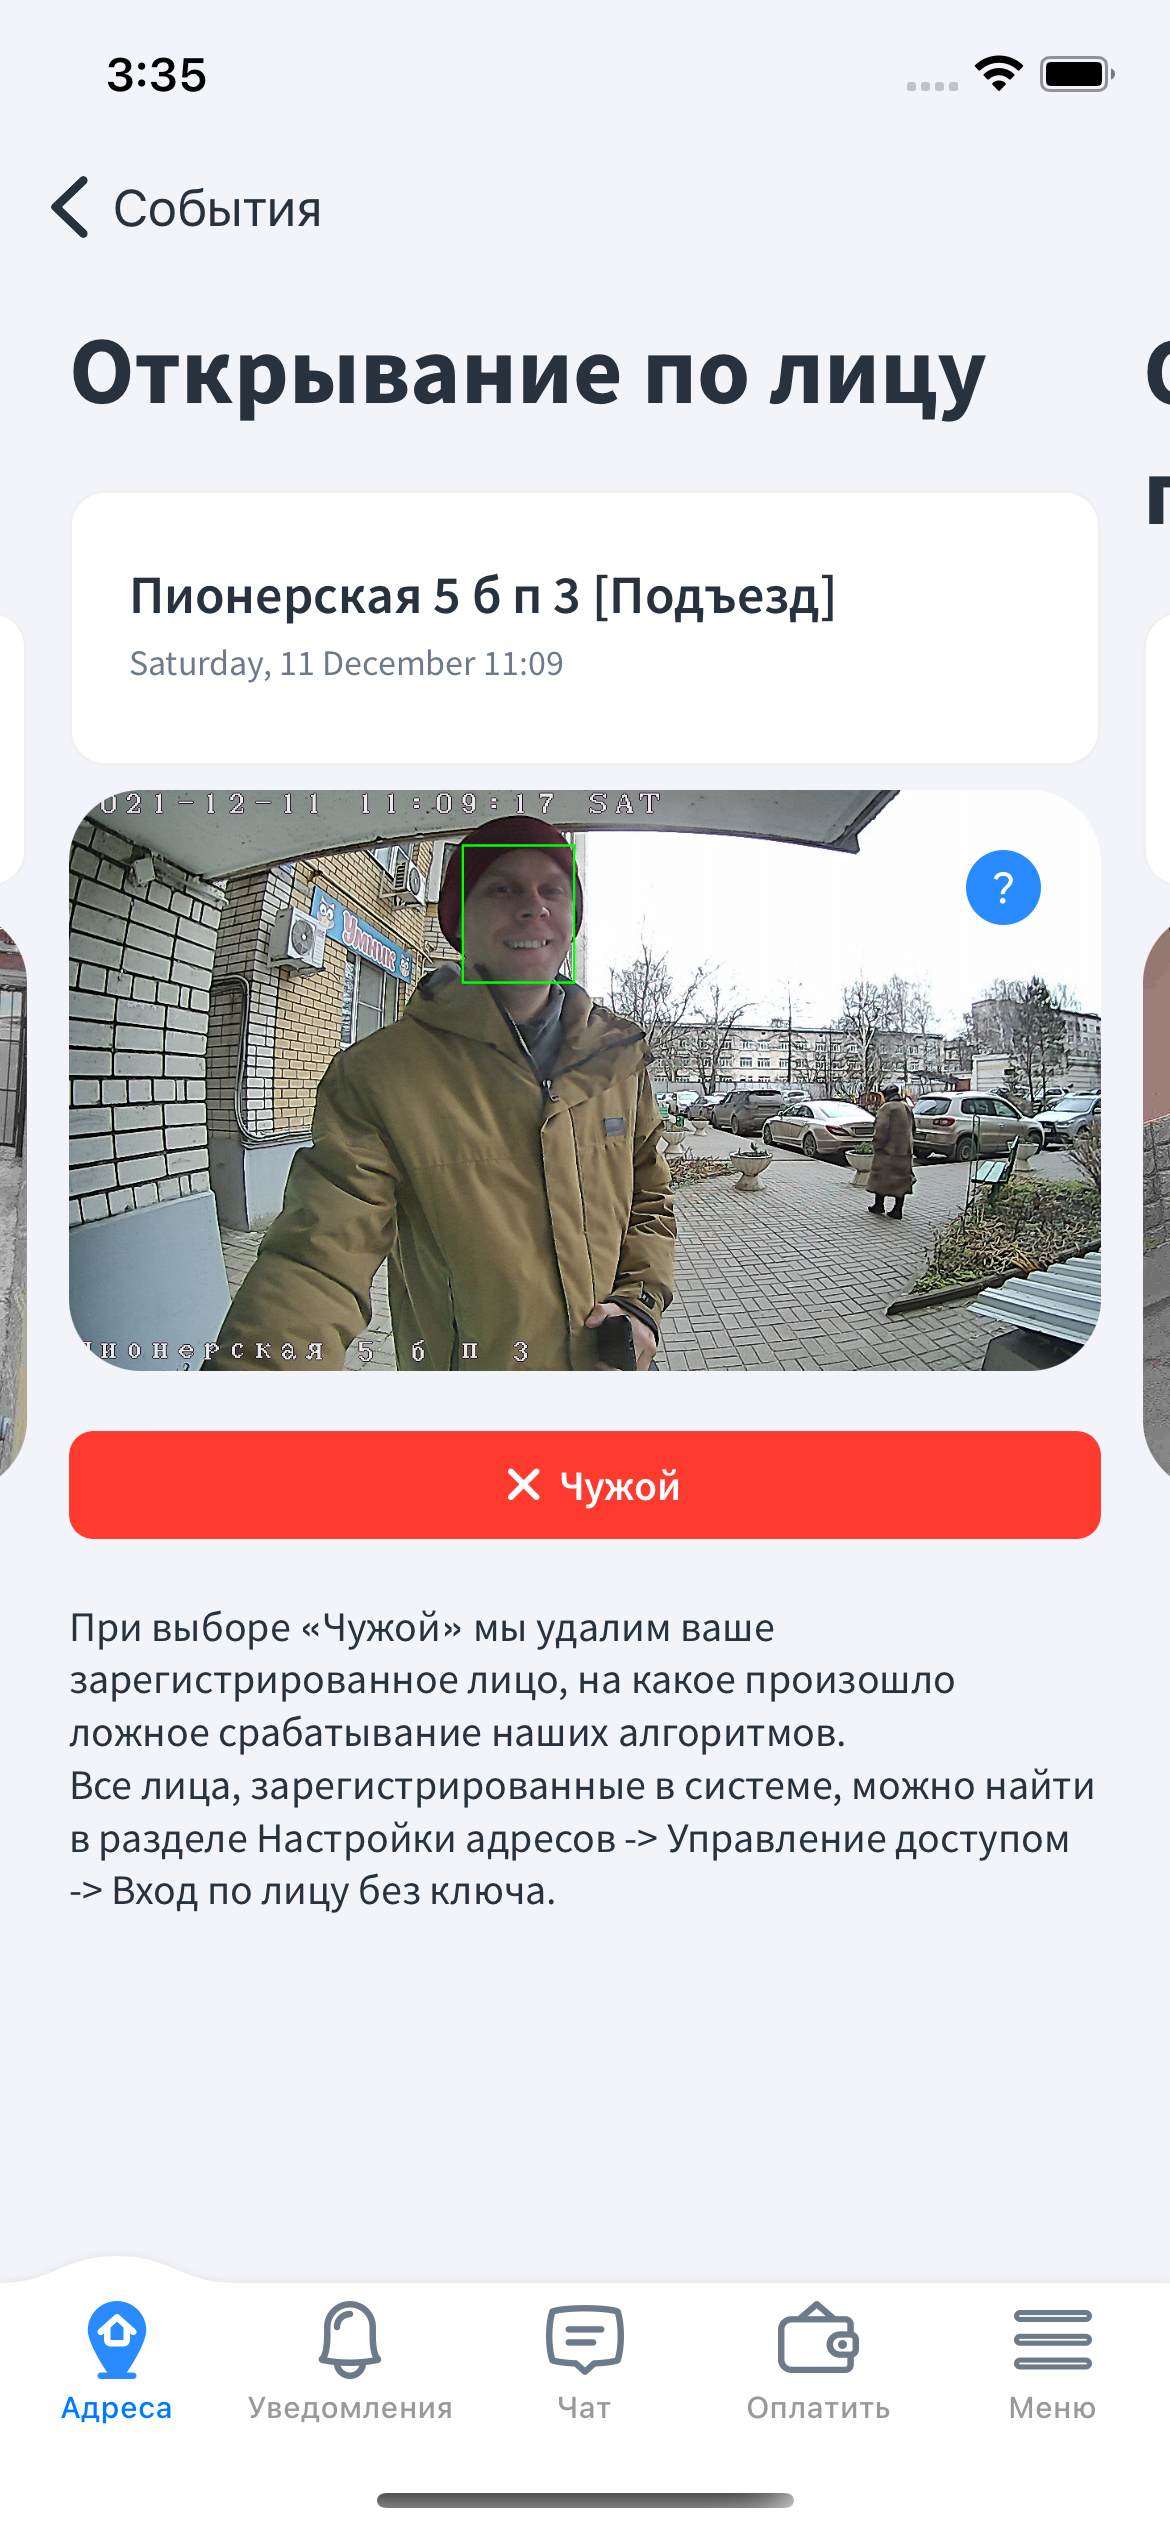 3:35
События
Открывание по лицу
Пионерская 5 б п 3 [Подъезд]
Saturday, 11 December 11:09
021-12-11 11:09:17 SAT
?
Умник
ионерская 5 б п 3
Чужой
При выборе «Чужой» мы удалим ваше
зарегистрированное лицо, на какое произошло
ложное срабатывание наших алгоритмов.
Все лица, зарегистрированные в системе, можно найти
в разделе Настройки адресов -> Управление доступом
-> Вход по лицу без ключа.
Адреса
Уведомления
Чат
Оплатить
Меню